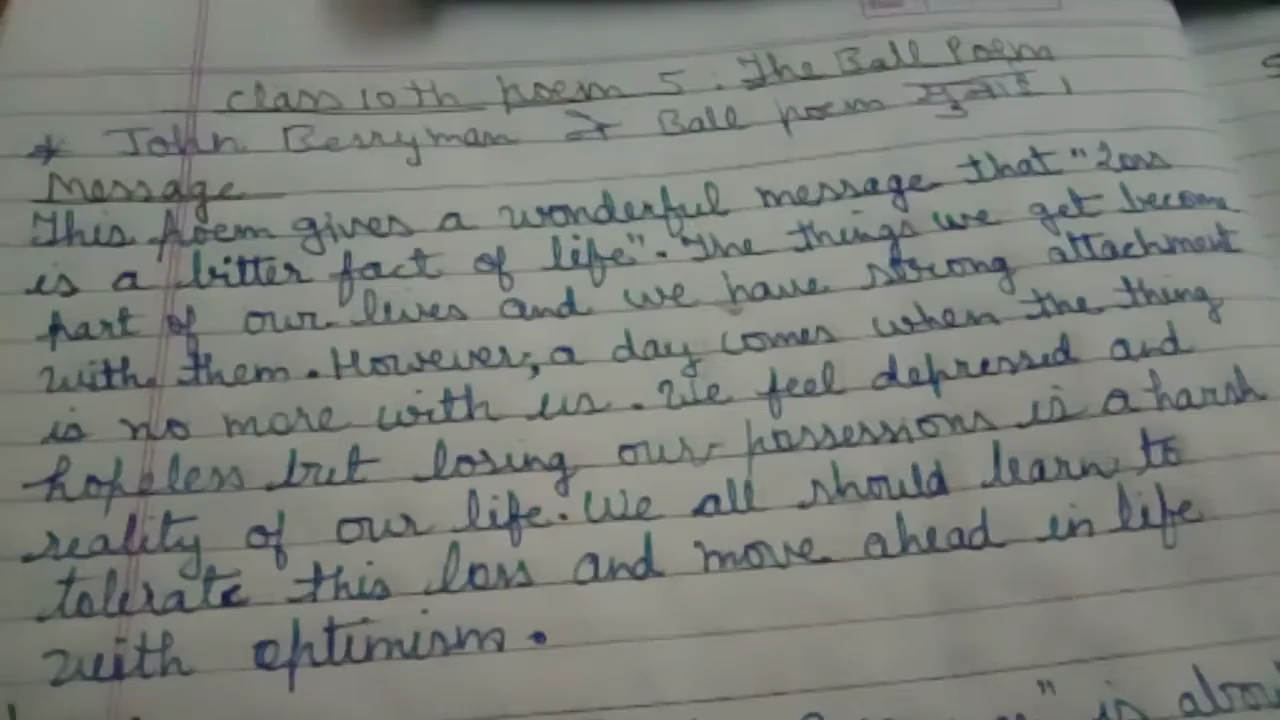 class 10th poem 5. The Ball Poem
* John Berryman ने Ball poem सुनाई।
Message
This poem gives a wonderful message that "Loss
is a bitter fact of life". The things we get become
part of our lives and we have strong attachment
with them. However, a day comes when the thing
is no more with us. We feel depressed and
hopeless but losing our possessions is a harsh
reality of our life. We all should learn to
tolerate this loss and move ahead in life
with optimism.
" is about